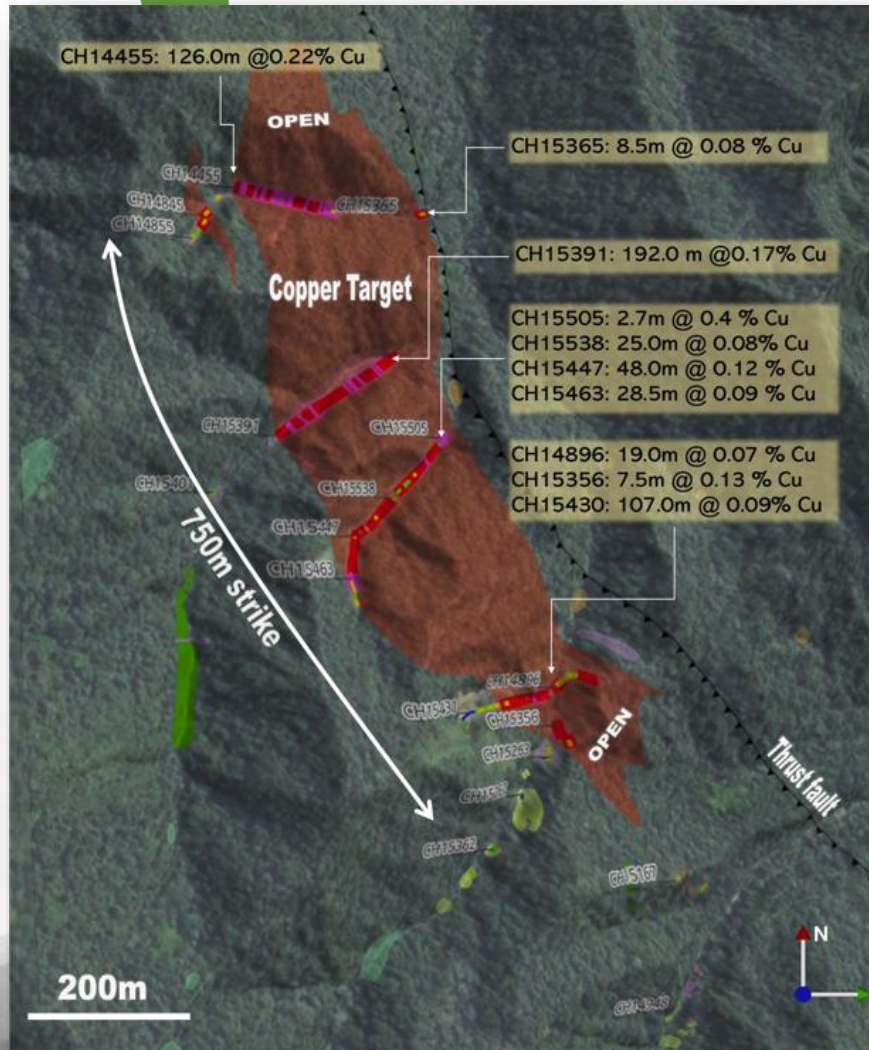 CH14455: 126.0m @0.22% Cu
OPEN
CH15365: 8.5m @ 0.08 % Cu
CH14455
CH14845
CH15365
CH14855
CH15391: 192.0 m @0.17% Cu
Copper Target
CH15505: 2.7m @ 0.4 % Cu
CH15538: 25.0m @ 0.08% Cu
CH15447: 48.0m @ 0.12 % Cu
CH15463: 28.5m @ 0.09 % Cu
CH15391
CH15505
CH14896: 19.0m @ 0.07 % Cu
CH15356: 7.5m @ 0.13 % Cu
CH15430: 107.0m @ 0.09% Cu
CH15401
CH15538
CH15447
750m strike
CH15463
CH14896
CH15431
CH15356
OPEN
CH15263
Thrust fault
CH15362
CH15167
N
200m
CH14948